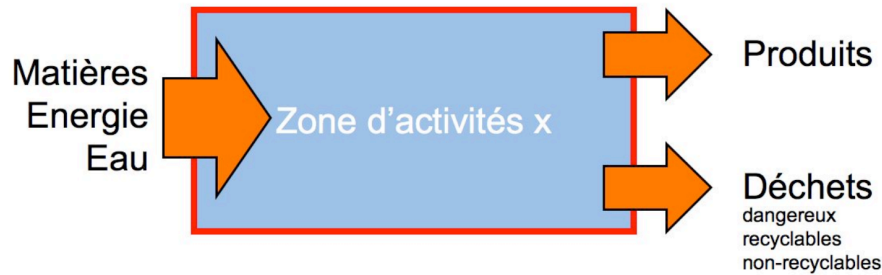 Matières
Energie
Eau
Zone d'activités x
Produits
Déchets
dangereux
recyclables
non-recyclables